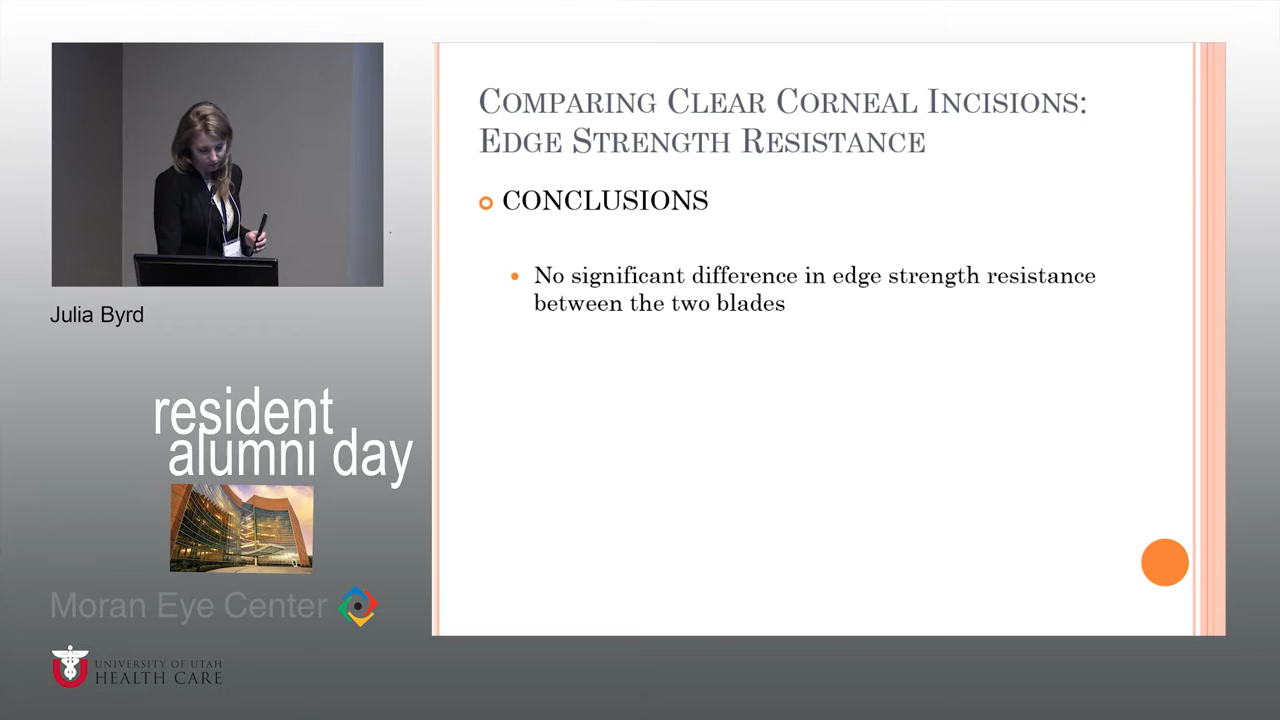 COMPARING CLEAR CORNEAL INCISIONS:
EDGE STRENGTH RESISTANCE
CONCLUSIONS
No significant difference in edge strength resistance
between the two blades
Julia Byrd
resident
alumni day
Moran Eye Center
UNIVERSITY OF UTAH
HEALTH CARE